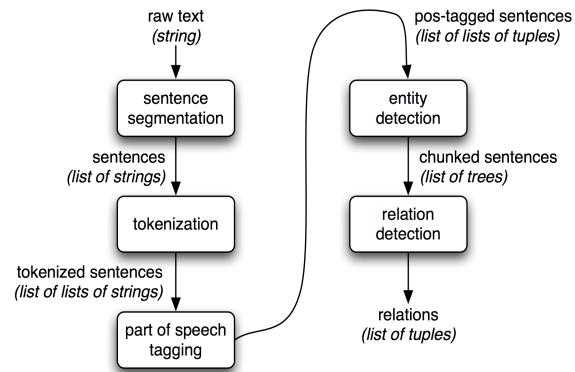 raw text
(string)
sentence
segmentation
sentences
(list of strings)
tokenization
tokenized sentences
(list of lists of strings)
part of speech
tagging
pos-tagged sentences
(list of lists of tuples)
entity
detection
chunked sentences
(list of trees)
relation
detection
relations
(list of tuples)